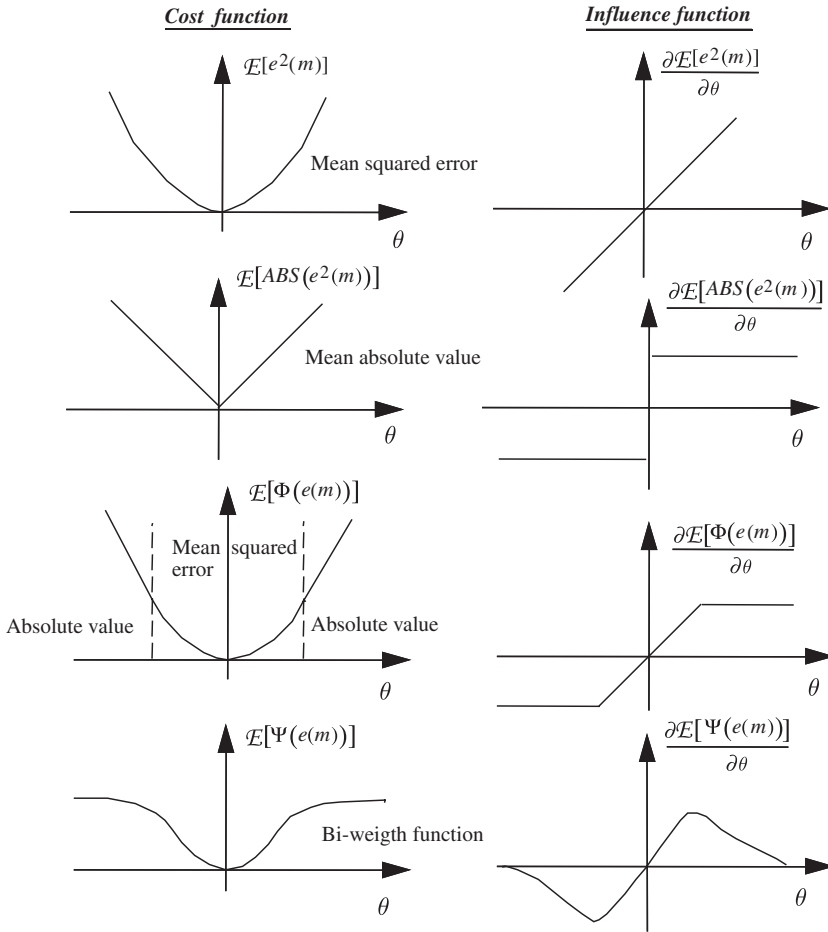 Cost function
Influence function
ℰ[e²(m)]
∂ℰ[e²(m)]
∂θ
Mean squared error
θ
θ
ℰ[ABS(e²(m))]
∂ℰ[ABS(e²(m))]
∂θ
Mean absolute value
θ
θ
ℰ[Φ(e(m))]
∂ℰ[Φ(e(m))]
∂θ
Mean squared
error
Absolute value
Absolute value
θ
θ
ℰ[Ψ(e(m))]
∂ℰ[Ψ(e(m))]
∂θ
Bi-weigth function
θ
θ